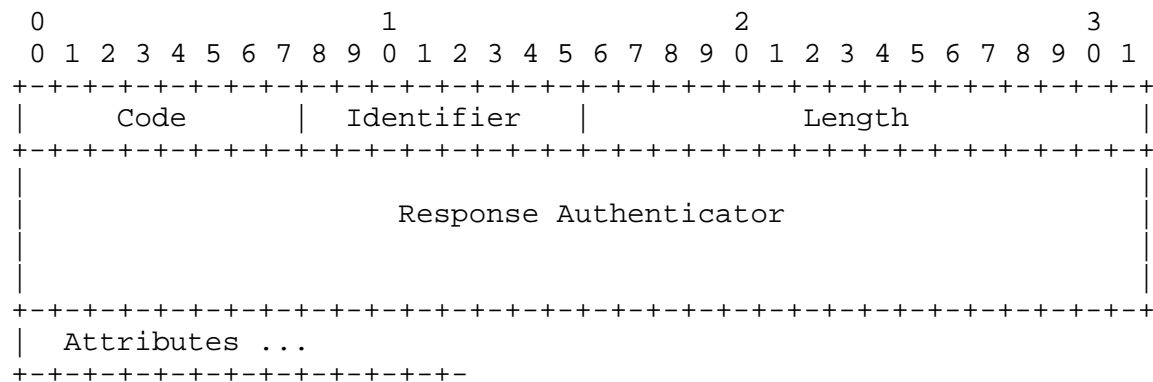 0                   1                   2                   3
 0 1 2 3 4 5 6 7 8 9 0 1 2 3 4 5 6 7 8 9 0 1 2 3 4 5 6 7 8 9 0 1
+-+-+-+-+-+-+-+-+-+-+-+-+-+-+-+-+-+-+-+-+-+-+-+-+-+-+-+-+-+-+-+-+
|     Code      |  Identifier   |            Length             |
+-+-+-+-+-+-+-+-+-+-+-+-+-+-+-+-+-+-+-+-+-+-+-+-+-+-+-+-+-+-+-+-+
|                                                               |
|                     Response Authenticator                    |
|                                                               |
|                                                               |
+-+-+-+-+-+-+-+-+-+-+-+-+-+-+-+-+-+-+-+-+-+-+-+-+-+-+-+-+-+-+-+-+
|  Attributes ...
+-+-+-+-+-+-+-+-+-+-+-+-+-